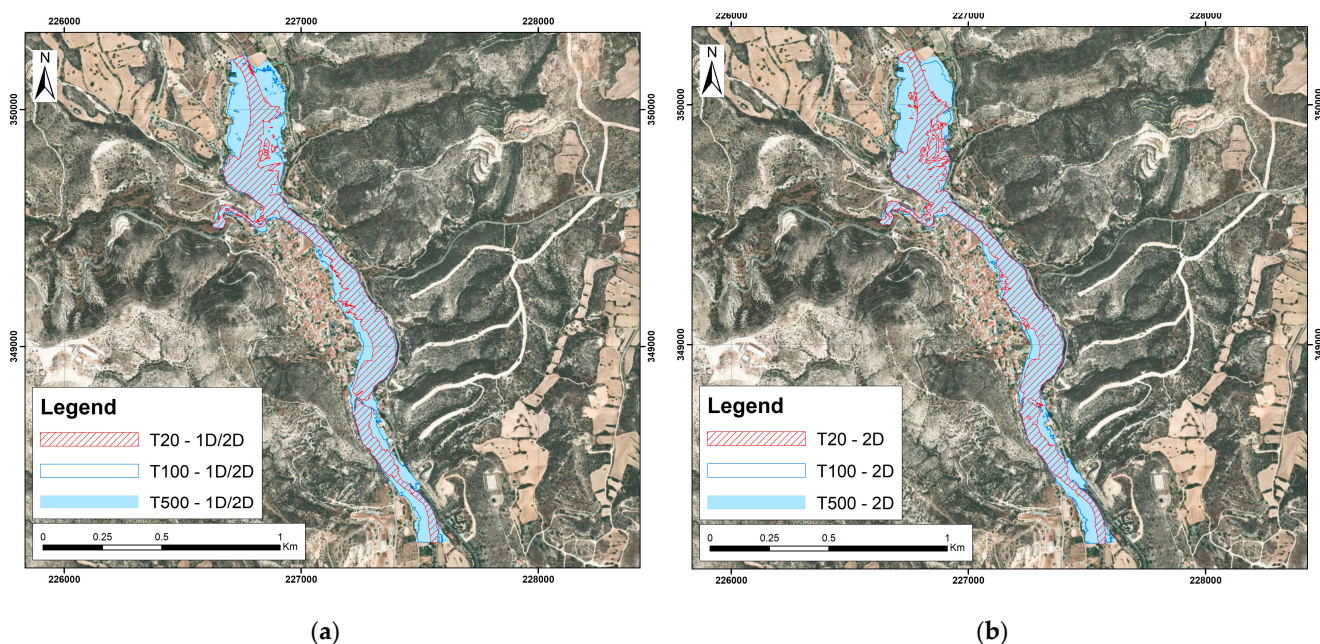 226000 227000 228000
N
350000
349000
Legend
T20 - 1D/2D
T100 - 1D/2D
T500 - 1D/2D
0 0.25 0.5 1
Km
226000 227000 228000
(a)
226000 227000 228000
N
350000
350000
349000
349000
Legend
T20 - 2D
T100 - 2D
T500 - 2D
0 0.25 0.5 1
Km
226000 227000 228000
(b)